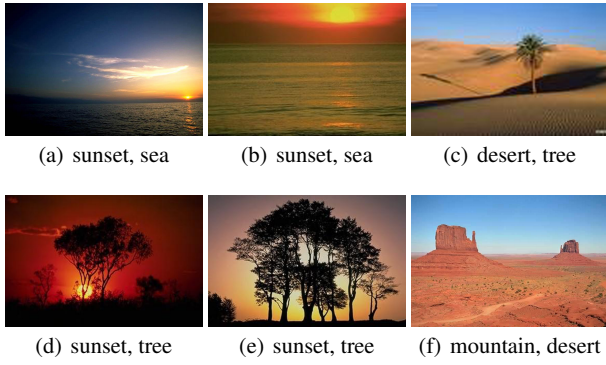 (a) sunset, sea
(b) sunset, sea
(c) desert, tree
(d) sunset, tree
(e) sunset, tree
(f) mountain, desert